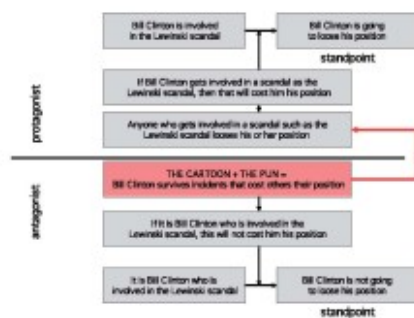 Bill Clinton is involved
in the Lewinski scandal
Bill Clinton is going
to loose his position
standpoint
If Bill Clinton gets involved in a scandal as the
Lewinski scandal, then that will cost him his position
Anyone who gets involved in a scandal such as the
Lewinski scandal looses his or her position
protagonist
antagonist
THE CARTOON + THE PUN =
Bill Clinton survives incidents that cost others their position
If it is Bill Clinton who is involved in the
Lewinski scandal, this will not cost him his position
It is Bill Clinton who is
involved in the Lewinski scandal
Bill Clinton is not going
to loose his position
standpoint